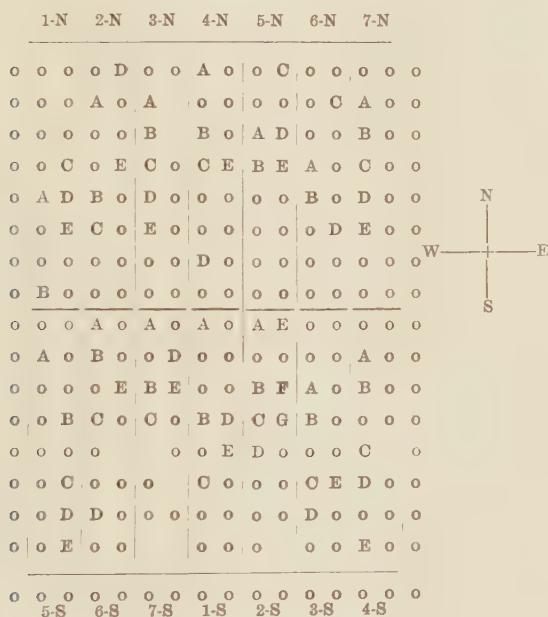 1-N 2-N 3-N 4-N 5-N 6-N 7-N
o o o o D o o A o o C o o o o o
o o o A o A o o o o o C A o o
o o o o o B B o A D o o B o o
o o C o E C o C E B E A o C o o
o A D B o D o o o o o B o D o o
o o E C o E o o o o o o D E o o
o o o o o o o D o o o o o o o o
o B o o o o o o o o o o o o o o
o o o A o A o A o A E o o o o o
o A o B o o D o o o o o o A o o
o o o o E B E o o B F A o B o o
o o B C o C o B D C G B o o o o
o o o o o o E D o o o C o
o o C o o o C o o o C E D o o
o o D D o o o o o o o D o o o o
o o E o o o o o o o o E o o
o o o o o o o o o o o o o o o o
5-S 6-S 7-S 1-S 2-S 3-S 4-S
N
W E
S